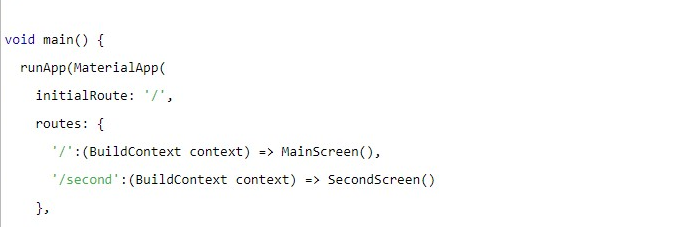 void main() {
  runApp(MaterialApp(
    initialRoute: '/',
    routes: {
      '/':(BuildContext context) => MainScreen(),
      '/second':(BuildContext context) => SecondScreen()
    },